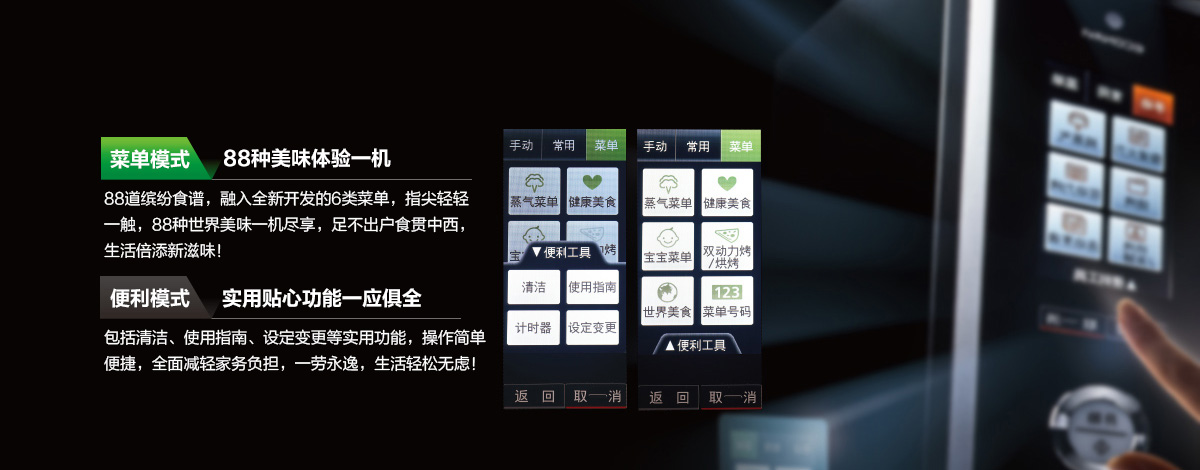 菜单模式
88种美味体验一机
88道缤纷食谱，融入全新开发的6类菜单，指尖轻轻
一触，88种世界美味一机尽享，足不出户食贯中西，
生活倍添新滋味！
便利模式
实用贴心功能一应俱全
包括清洁、使用指南、设定变更等实用功能，操作简单
便捷，全面减轻家务负担，一劳永逸，生活轻松无虑！
手动 常用 菜单
蒸气菜单 健康美食
▼便利工具
清洁 使用指南
计时器 设定变更
返 回 取一消
手动 常用 菜单
蒸气菜单 健康美食
宝宝菜单 双动力烤
/烘烤
123
世界美食 菜单号码
▲便利工具
返 回 取一消